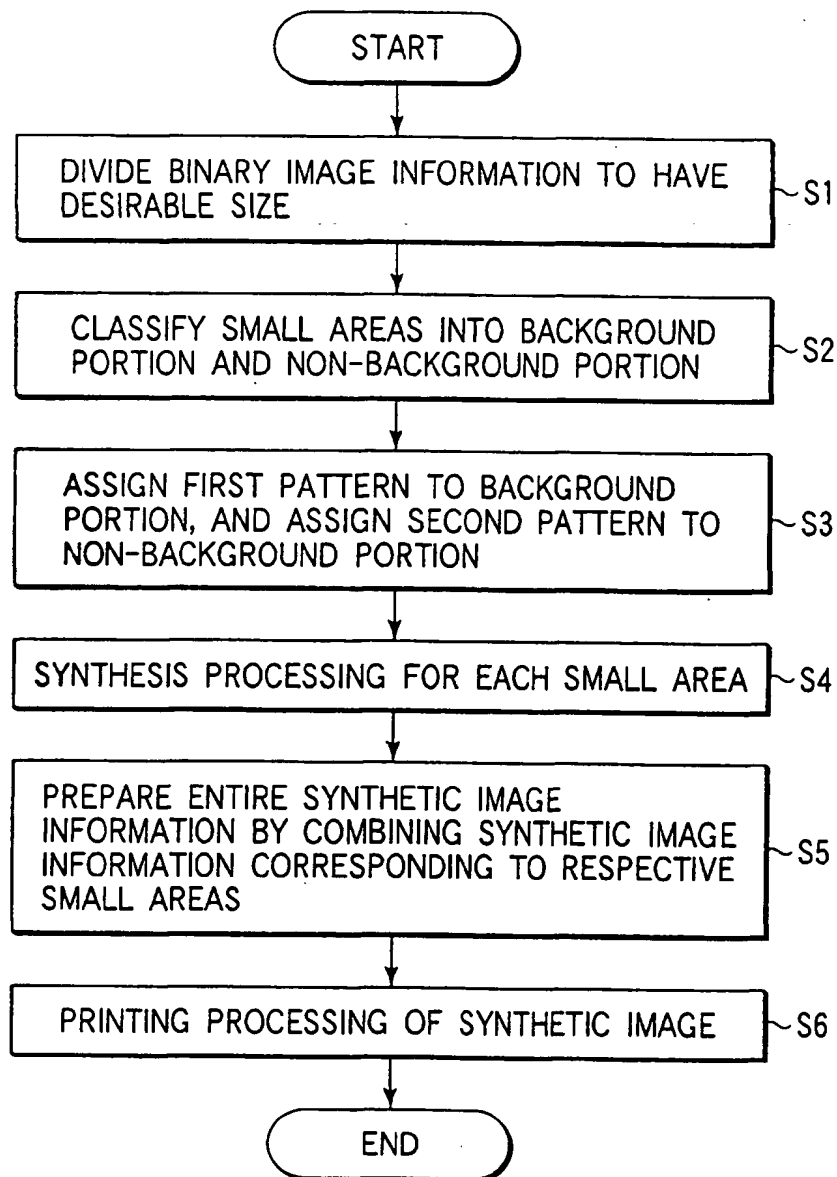 START
DIVIDE BINARY IMAGE INFORMATION TO HAVE
DESIRABLE SIZE
S1
CLASSIFY SMALL AREAS INTO BACKGROUND
PORTION AND NON-BACKGROUND PORTION
S2
ASSIGN FIRST PATTERN TO BACKGROUND
PORTION, AND ASSIGN SECOND PATTERN TO
NON-BACKGROUND PORTION
S3
SYNTHESIS PROCESSING FOR EACH SMALL AREA
S4
PREPARE ENTIRE SYNTHETIC IMAGE
INFORMATION BY COMBINING SYNTHETIC IMAGE
INFORMATION CORRESPONDING TO RESPECTIVE
SMALL AREAS
S5
PRINTING PROCESSING OF SYNTHETIC IMAGE
S6
END